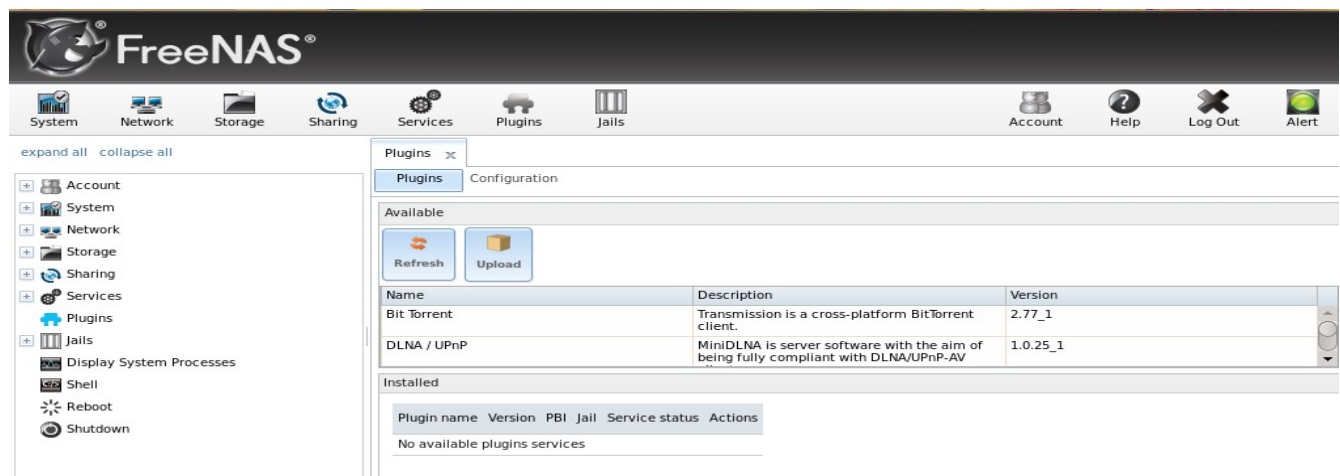 FreeNAS®
System Network Storage Sharing Services Plugins Jails Account Help Log Out Alert
expand all collapse all
Account
System
Network
Storage
Sharing
Services
Plugins
Jails
Display System Processes
Shell
Reboot
Shutdown
Plugins x
Plugins Configuration
Available
Refresh Upload
Name Description Version
Bit Torrent Transmission is a cross-platform BitTorrent 2.77_1
client.
DLNA / UPnP MiniDLNA is server software with the aim of 1.0.25_1
being fully compliant with DLNA/UPnP-AV
Installed
Plugin name Version PBI Jail Service status Actions
No available plugins services